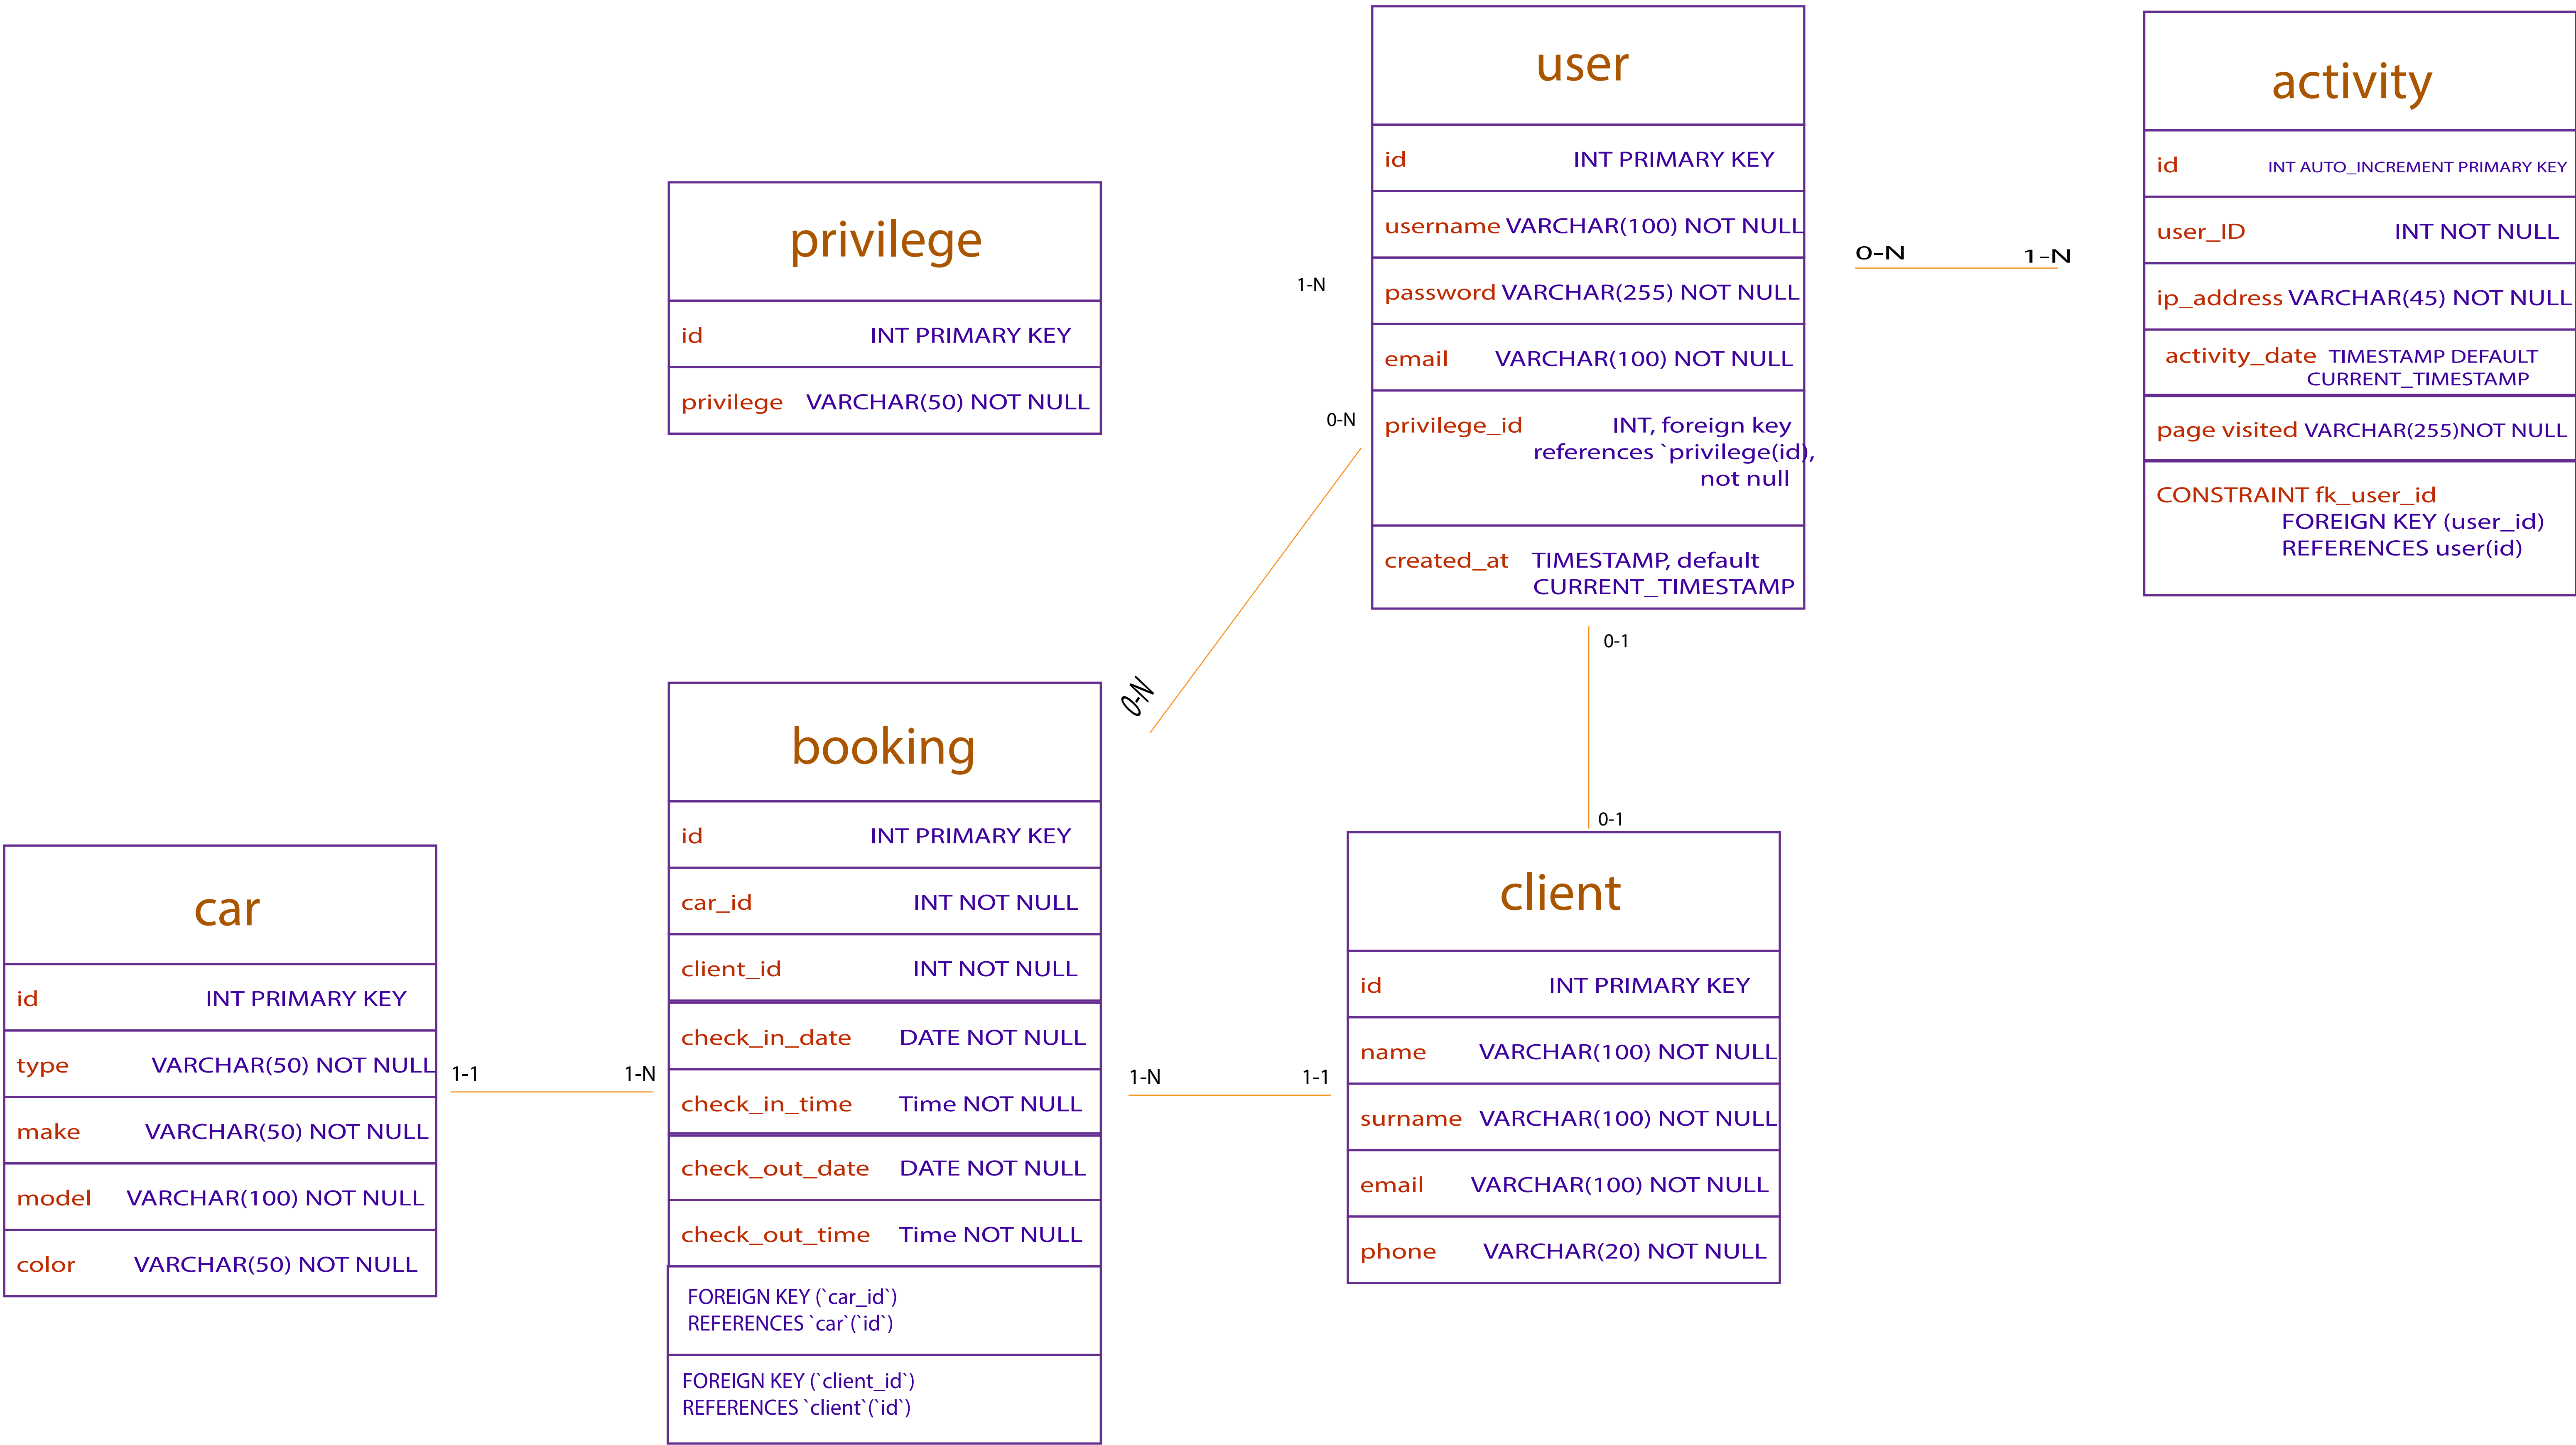 privilege
id INT PRIMARY KEY
privilege VARCHAR(50) NOT NULL
user
id INT PRIMARY KEY
username VARCHAR(100) NOT NULL
password VARCHAR(255) NOT NULL
email VARCHAR(100) NOT NULL
privilege_id INT, foreign key
references `privilege(id),
not null
created_at TIMESTAMP, default
CURRENT_TIMESTAMP
1-N
0-N
0-N
0-N 1-N
0-1
0-1
activity
id INT AUTO_INCREMENT PRIMARY KEY
user_ID INT NOT NULL
ip_address VARCHAR(45) NOT NULL
activity_date TIMESTAMP DEFAULT
CURRENT_TIMESTAMP
page visited VARCHAR(255)NOT NULL
CONSTRAINT fk_user_id
FOREIGN KEY (user_id)
REFERENCES user(id)
car
id INT PRIMARY KEY
type VARCHAR(50) NOT NULL
make VARCHAR(50) NOT NULL
model VARCHAR(100) NOT NULL
color VARCHAR(50) NOT NULL
1-1 1-N
booking
id INT PRIMARY KEY
car_id INT NOT NULL
client_id INT NOT NULL
check_in_date DATE NOT NULL
check_in_time Time NOT NULL
check_out_date DATE NOT NULL
check_out_time Time NOT NULL
FOREIGN KEY (`car_id`)
REFERENCES `car`(`id`)
FOREIGN KEY (`client_id`)
REFERENCES `client`(`id`)
1-N 1-1
client
id INT PRIMARY KEY
name VARCHAR(100) NOT NULL
surname VARCHAR(100) NOT NULL
email VARCHAR(100) NOT NULL
phone VARCHAR(20) NOT NULL